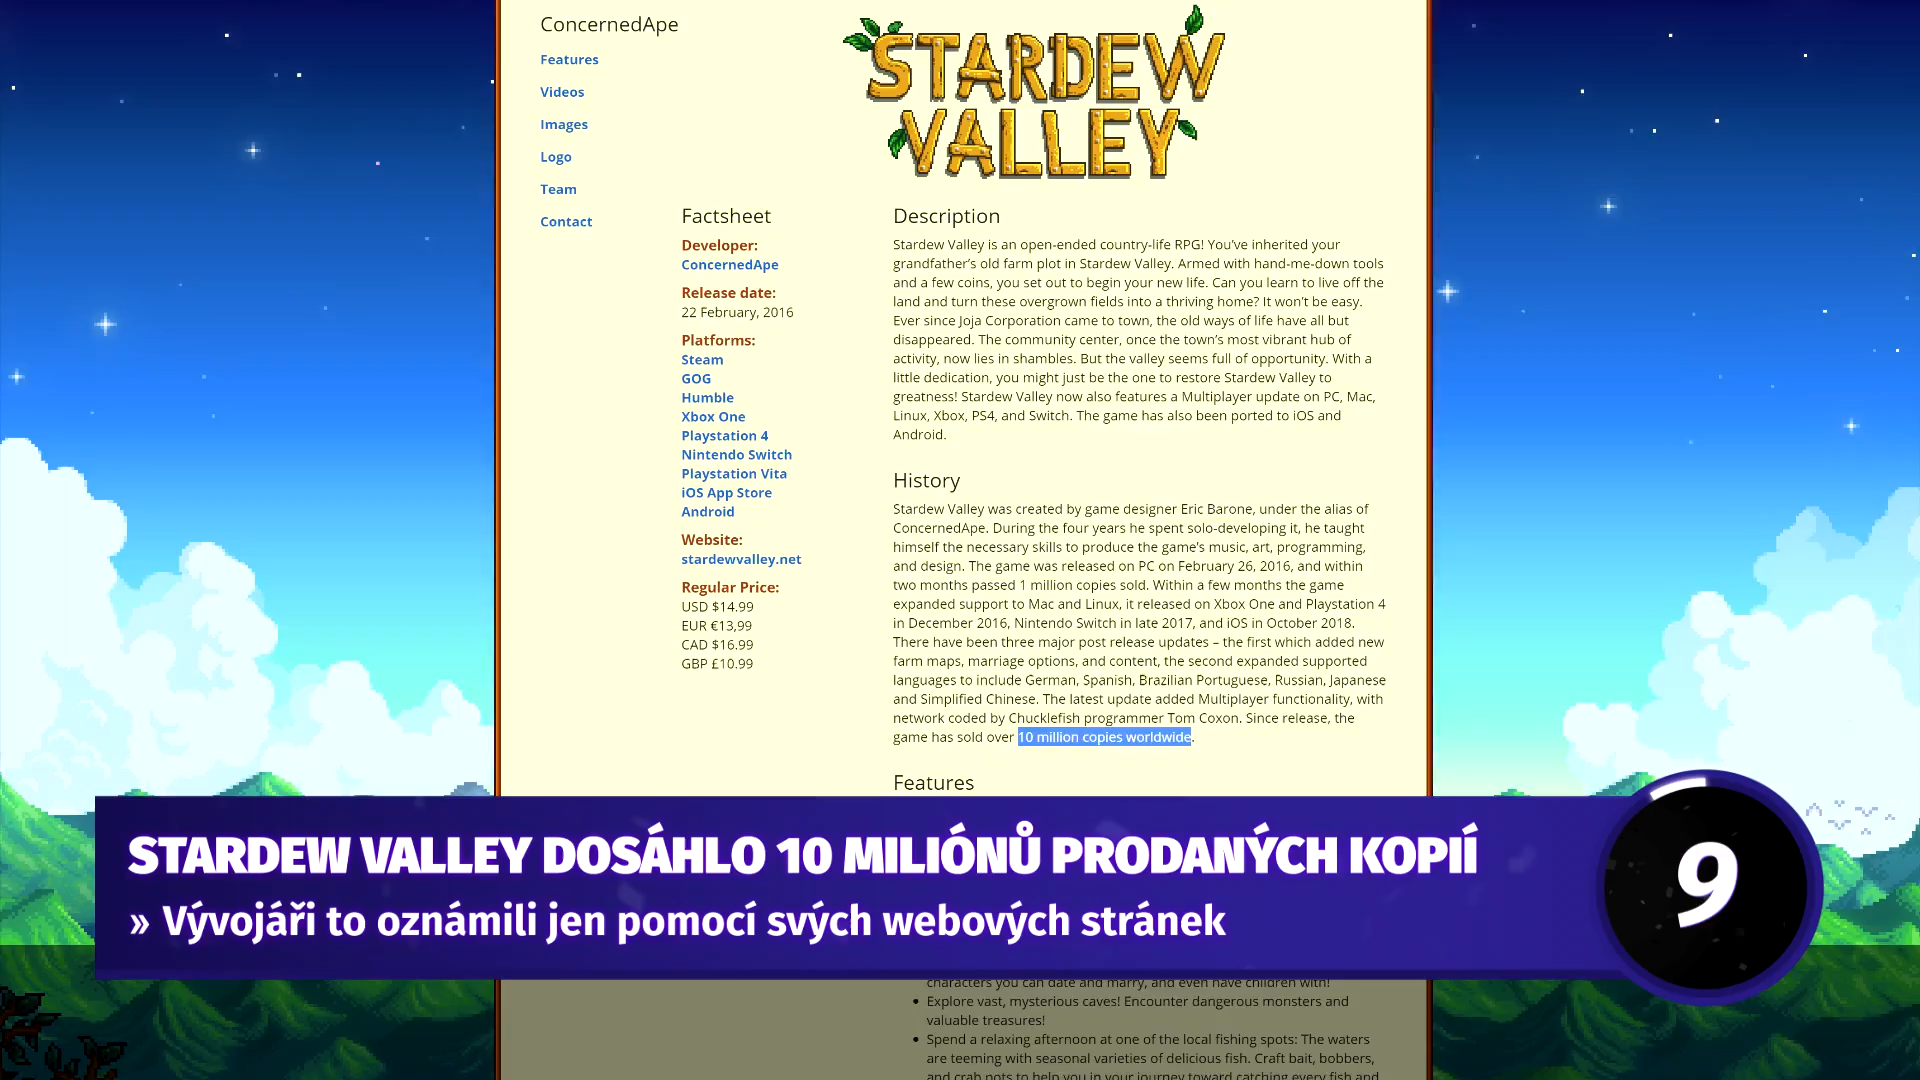 ConcernedApe
Features
Videos
Images
Logo
Team
Contact
STARDEW
VALLEY
Factsheet
Developer:
ConcernedApe
Release date:
22 February, 2016
Platforms:
Steam
GOG
Humble
Xbox One
Playstation 4
Nintendo Switch
Playstation Vita
iOS App Store
Android
Website:
stardewvalley.net
Regular Price:
USD $14.99
EUR €13,99
CAD $16.99
GBP £10.99
Description
Stardew Valley is an open-ended country-life RPG! You've inherited your
grandfather's old farm plot in Stardew Valley. Armed with hand-me-down tools
and a few coins, you set out to begin your new life. Can you learn to live off the
land and turn these overgrown fields into a thriving home? It won't be easy.
Ever since Joja Corporation came to town, the old ways of life have all but
disappeared. The community center, once the town's most vibrant hub of
activity, now lies in shambles. But the valley seems full of opportunity. With a
little dedication, you might just be the one to restore Stardew Valley to
greatness! Stardew Valley now also features a Multiplayer update on PC, Mac,
Linux, Xbox, PS4, and Switch. The game has also been ported to iOS and
Android.
History
Stardew Valley was created by game designer Eric Barone, under the alias of
ConcernedApe. During the four years he spent solo-developing it, he taught
himself the necessary skills to produce the game's music, art, programming,
and design. The game was released on PC on February 26, 2016, and within
two months passed 1 million copies sold. Within a few months the game
expanded support to Mac and Linux, it released on Xbox One and Playstation 4
in December 2016, Nintendo Switch in late 2017, and iOS in October 2018.
There have been three major post release updates – the first which added new
farm maps, marriage options, and content, the second expanded supported
languages to include German, Spanish, Brazilian Portuguese, Russian, Japanese
and Simplified Chinese. The latest update added Multiplayer functionality, with
network coded by Chucklefish programmer Tom Coxon. Since release, the
game has sold over 10 million copies worldwide.
Features
STARDEW VALLEY DOSÁHLO 10 MILIÓNŮ PRODANÝCH KOPIÍ
» Vývojáři to oznámili jen pomocí svých webových stránek
9
characters you can date and marry, and even have children with!
• Explore vast, mysterious caves! Encounter dangerous monsters and
valuable treasures!
• Spend a relaxing afternoon at one of the local fishing spots: The waters
are teeming with seasonal varieties of delicious fish. Craft bait, bobbers,
and crab pots to help you in your journey toward catching every fish and